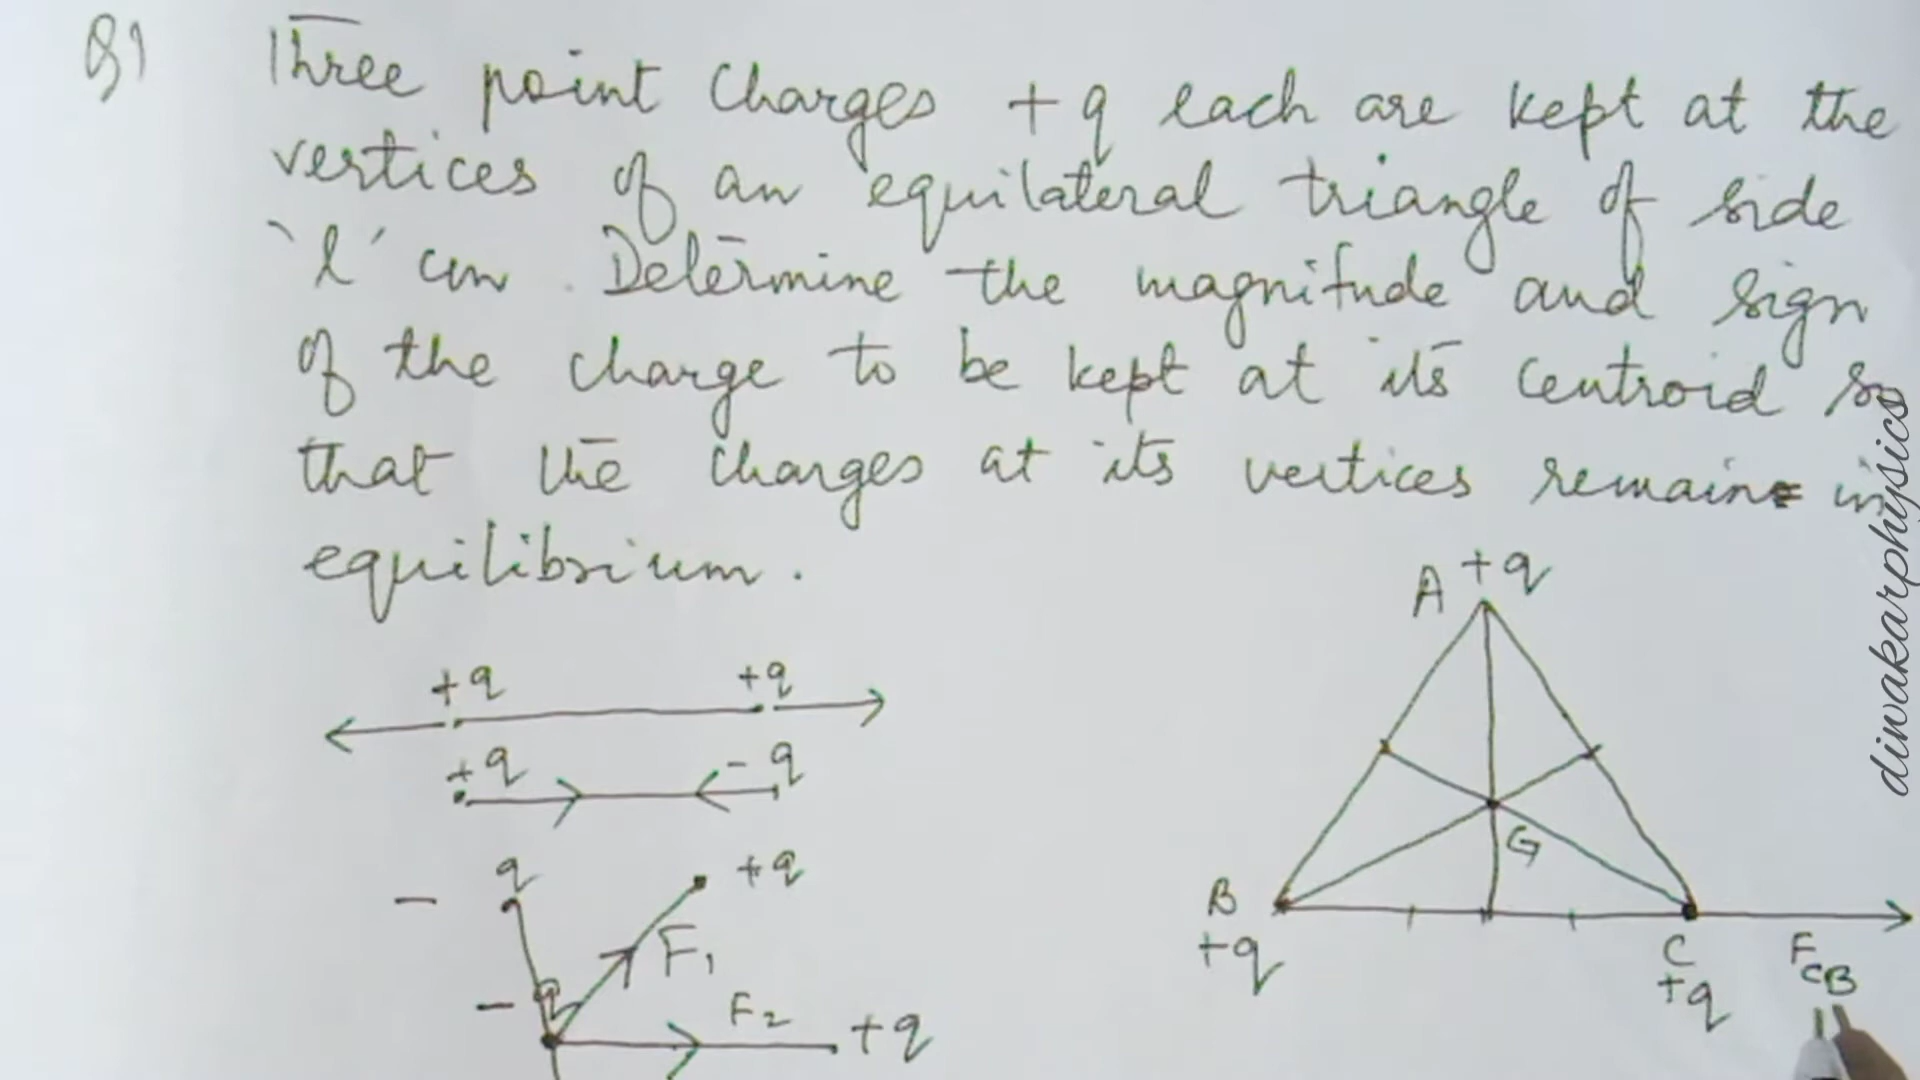 Q1 Three point Charges +q each are kept at the
vertices of an equilateral triangle of side
'l' cm. Determine the magnitude and sign
of the charge to be kept at its centroid so
that the charges at its vertices remain in
equilibrium.
A +q
+q +q
+q -q
G
q +q
-
B
+q
F1
C
+q
FCB
- q
F2
+q
diwakarphysics